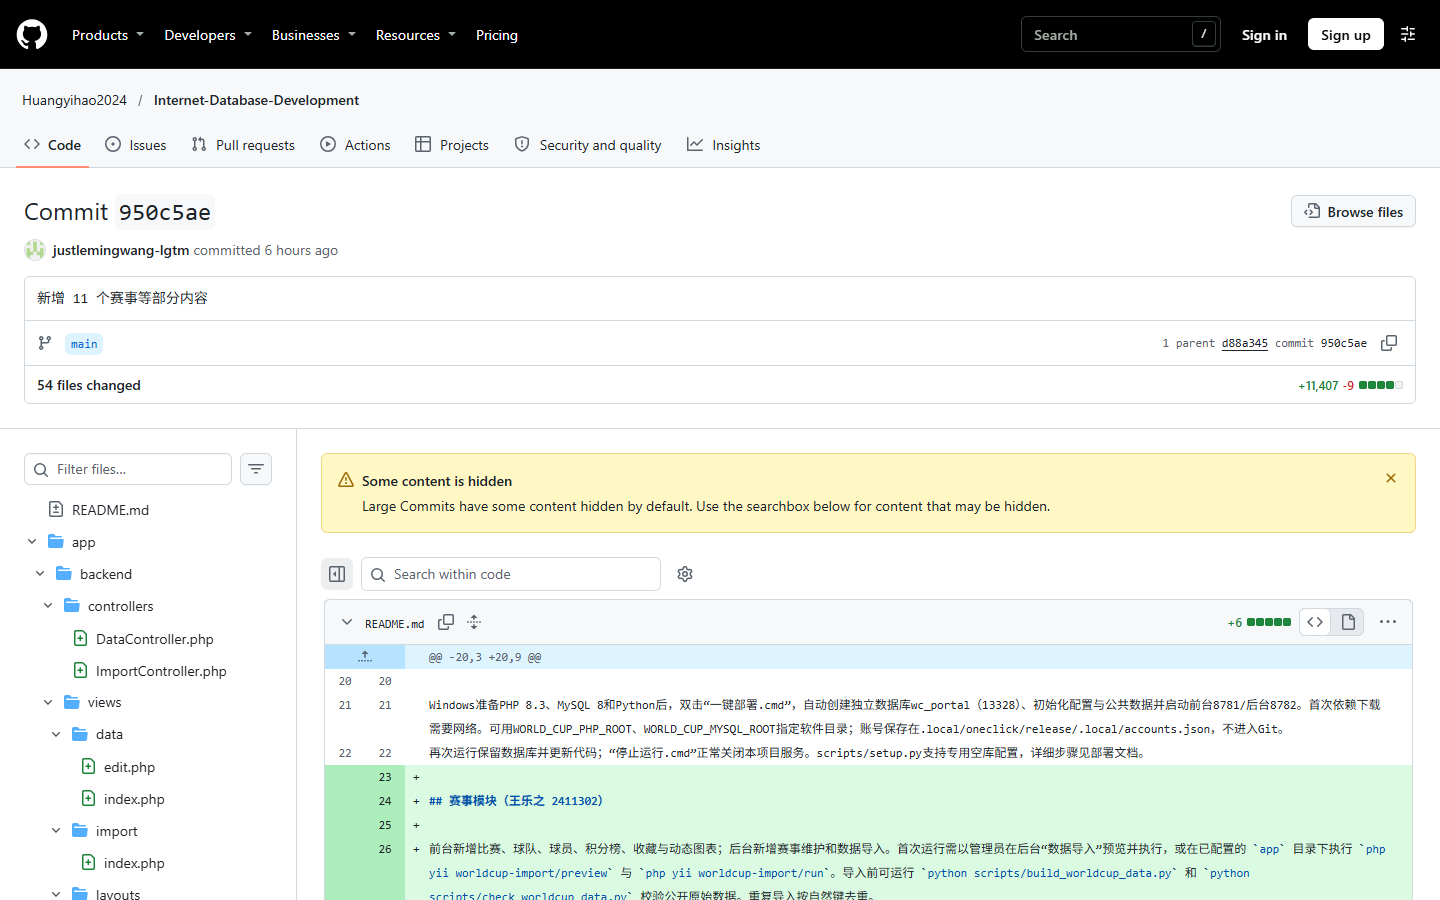 Products Developers Businesses Resources Pricing Search / Sign in Sign up
Huangyihao2024 / Internet-Database-Development
Code Issues Pull requests Actions Projects Security and quality Insights
Commit 950c5ae
Browse files
justlemingwang-lgtm committed 6 hours ago
新增 11 个赛事等部分内容
main
1 parent d88a345 commit 950c5ae
54 files changed
+11,407 -9
Filter files...
README.md
app
backend
controllers
DataController.php
ImportController.php
views
data
edit.php
index.php
import
index.php
layouts
Some content is hidden
Large Commits have some content hidden by default. Use the searchbox below for content that may be hidden.
Search within code
README.md
+6
@@ -20,3 +20,9 @@
20 20
21 21 Windows准备PHP 8.3、MySQL 8和Python后，双击“一键部署.cmd”，自动创建独立数据库wc_portal（13328）、初始化配置与公共数据并启动前台8781/后台8782。首次依赖下载
需要网络。可用WORLD_CUP_PHP_ROOT、WORLD_CUP_MYSQL_ROOT指定软件目录；账号保存在.local/oneclick/release/.local/accounts.json，不进入Git。
22 22 再次运行保留数据库并更新代码；“停止运行.cmd”正常关闭本项目服务。scripts/setup.py支持专用空库配置，详细步骤见部署文档。
23 +
24 + ## 赛事模块（王乐之 2411302）
25 +
26 + 前台新增比赛、球队、球员、积分榜、收藏与动态图表；后台新增赛事维护和数据导入。首次运行需以管理员在后台“数据导入”预览并执行，或在已配置的 `app` 目录下执行 `php
yii worldcup-import/preview` 与 `php yii worldcup-import/run`。导入前可运行 `python scripts/build_worldcup_data.py` 和 `python
scripts/check_worldcup_data.py` 校验公开原始数据。重复导入按自然键去重。